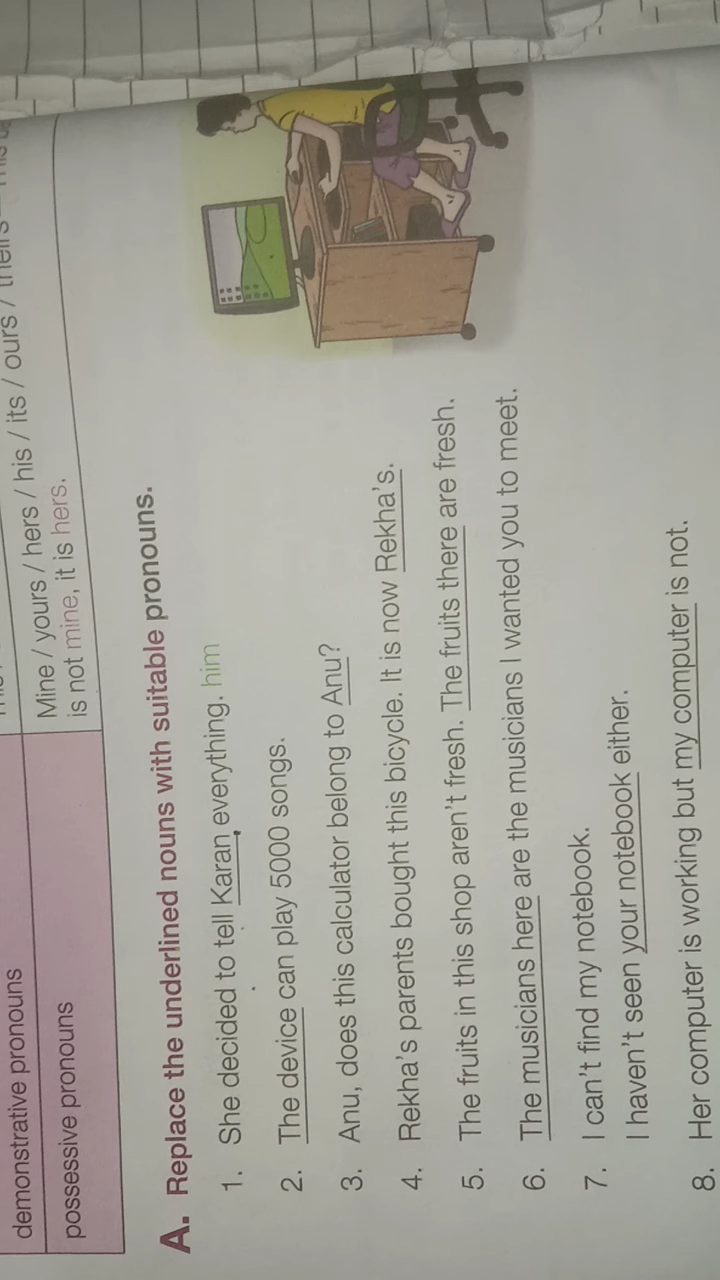 demonstrative pronouns
possessive pronouns
Mine / yours / hers / his / its / ours / theirs
is not mine, it is hers.
A. Replace the underlined nouns with suitable pronouns.
1. She decided to tell Karan everything. him
2. The device can play 5000 songs.
3. Anu, does this calculator belong to Anu?
4. Rekha's parents bought this bicycle. It is now Rekha's.
5. The fruits in this shop aren't fresh. The fruits there are fresh.
6. The musicians here are the musicians I wanted you to meet.
7. I can't find my notebook.
I haven't seen your notebook either.
8. Her computer is working but my computer is not.